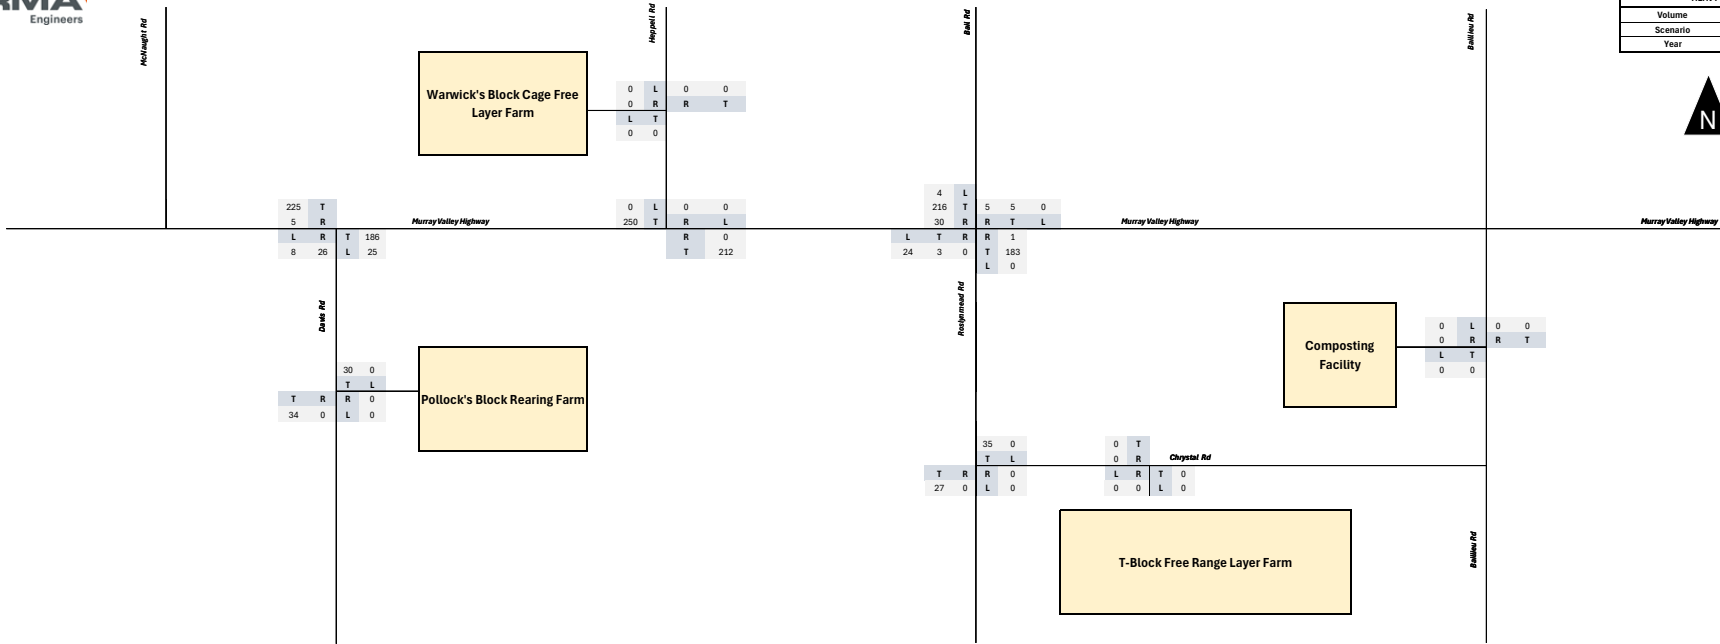 Engineers
McNaught Rd
Heppell Rd
Ball Rd
Baillieu Rd
Volume
Scenario
Year
N
Warwick's Block Cage Free
Layer Farm
0 L 0 0
0 R R T
L T
0 0
225 T
5 R
L R T 186
8 26 L 25
Murray Valley Highway
0 L 0 0
250 T R L
R 0
T 212
4 L
216 T 5 5 0
30 R R T L
L T R R 1
24 3 0 T 183
L 0
Murray Valley Highway
Murray Valley Highway
Davis Rd
Roslynmead Rd
Composting
Facility
0 L 0 0
0 R R T
L T
0 0
30 0
T L
T R R 0
34 0 L 0
Pollock's Block Rearing Farm
35 0
T L
T R R 0
27 0 L 0
0 T
0 R
L R T 0
0 0 L 0
Chrystal Rd
Baillieu Rd
T-Block Free Range Layer Farm